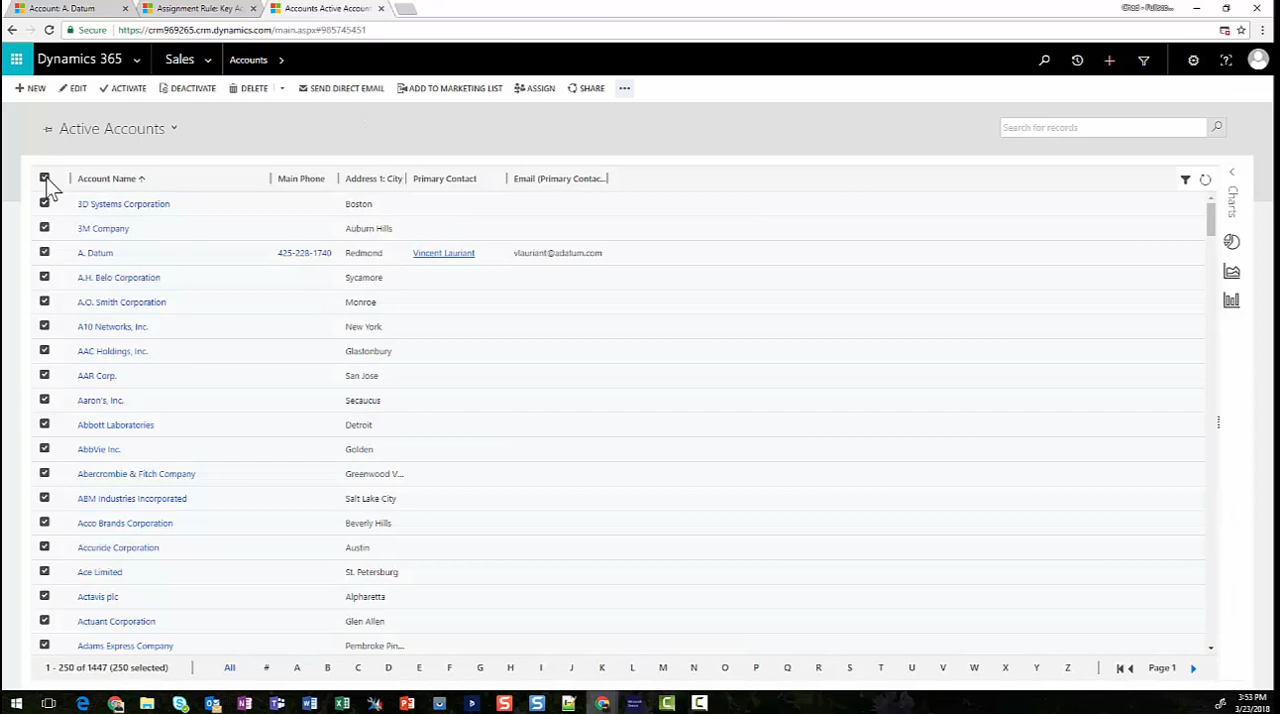 Account: A. Datum
Assignment Rule: Key Ac
Accounts Active Account
Secure
https://crm969265.crm.dynamics.com/main.aspx#985745451
Dynamics 365
Sales
Accounts
NEW
EDIT
ACTIVATE
DEACTIVATE
DELETE
SEND DIRECT EMAIL
ADD TO MARKETING LIST
ASSIGN
SHARE
Active Accounts
Search for records
Account Name Main Phone Address 1: City Primary Contact Email (Primary Contac...
Charts
3D Systems Corporation Boston
3M Company Auburn Hills
A. Datum 425-228-1740 Redmond Vincent Lauriant vlauriant@adatum.com
A.H. Belo Corporation Sycamore
A.O. Smith Corporation Monroe
A10 Networks, Inc. New York
AAC Holdings, Inc. Glastonbury
AAR Corp. San Jose
Aaron's, Inc. Secaucus
Abbott Laboratories Detroit
AbbVie Inc. Golden
Abercrombie & Fitch Company Greenwood V...
ABM Industries Incorporated Salt Lake City
Acco Brands Corporation Beverly Hills
Accuride Corporation Austin
Ace Limited St. Petersburg
Actavis plc Alpharetta
Actuant Corporation Glen Allen
Adams Express Company Pembroke Pin...
1 - 250 of 1447 (250 selected) All # A B C D E F G H I J K L M N O P Q R S T U V W X Y Z Page 1
3:53 PM
3/23/2018